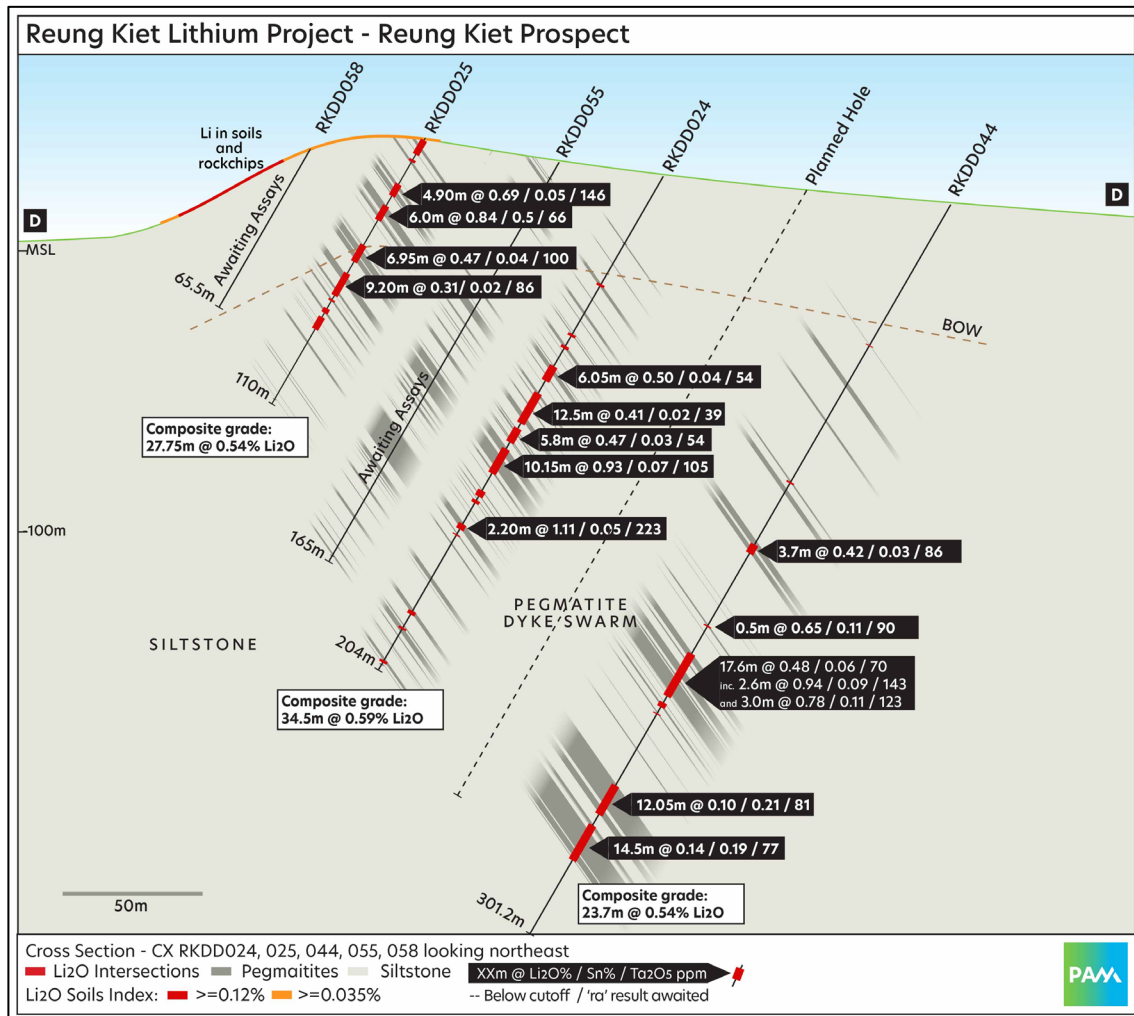 Reung Kiet Lithium Project - Reung Kiet Prospect
RKDD058
RKDD025
RKDD055
RKDD024
Planned Hole
RKDD044
Li in soils
and
rockchips
D
D
MSL
Awaiting Assays
65.5m
4.90m @ 0.69 / 0.05 / 146
6.0m @ 0.84 / 0.5 / 66
6.95m @ 0.47 / 0.04 / 100
9.20m @ 0.31 / 0.02 / 86
BOW
110m
Composite grade:
27.75m @ 0.54% Li2O
Awaiting Assays
165m
6.05m @ 0.50 / 0.04 / 54
12.5m @ 0.41 / 0.02 / 39
5.8m @ 0.47 / 0.03 / 54
10.15m @ 0.93 / 0.07 / 105
2.20m @ 1.11 / 0.05 / 223
-100m
3.7m @ 0.42 / 0.03 / 86
0.5m @ 0.65 / 0.11 / 90
17.6m @ 0.48 / 0.06 / 70
inc. 2.6m @ 0.94 / 0.09 / 143
and 3.0m @ 0.78 / 0.11 / 123
PEGMATITE
DYKE SWARM
SILTSTONE
204m
Composite grade:
34.5m @ 0.59% Li2O
12.05m @ 0.10 / 0.21 / 81
14.5m @ 0.14 / 0.19 / 77
Composite grade:
23.7m @ 0.54% Li2O
301.2m
50m
Cross Section - CX RKDD024, 025, 044, 055, 058 looking northeast
Li2O Intersections Pegmaitites Siltstone XXm @ Li2O% / Sn% / Ta2O5 ppm
Li2O Soils Index: >=0.12% >=0.035% -- Below cutoff / 'ra' result awaited
PAM